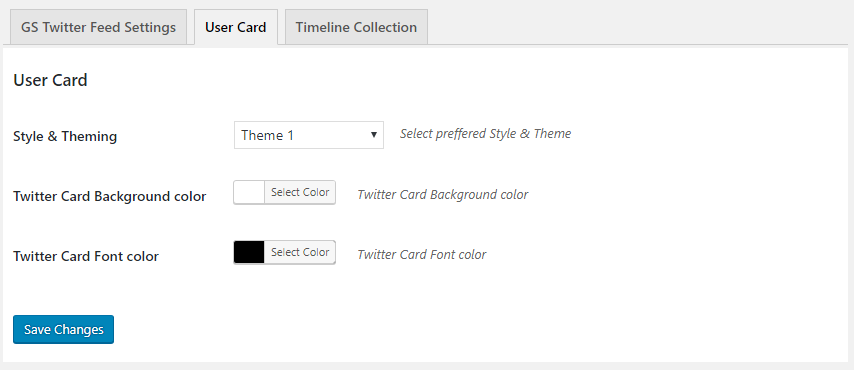 GS Twitter Feed Settings User Card Timeline Collection
User Card
Style & Theming Theme 1 Select preffered Style & Theme
Twitter Card Background color Select Color Twitter Card Background color
Twitter Card Font color Select Color Twitter Card Font color
Save Changes